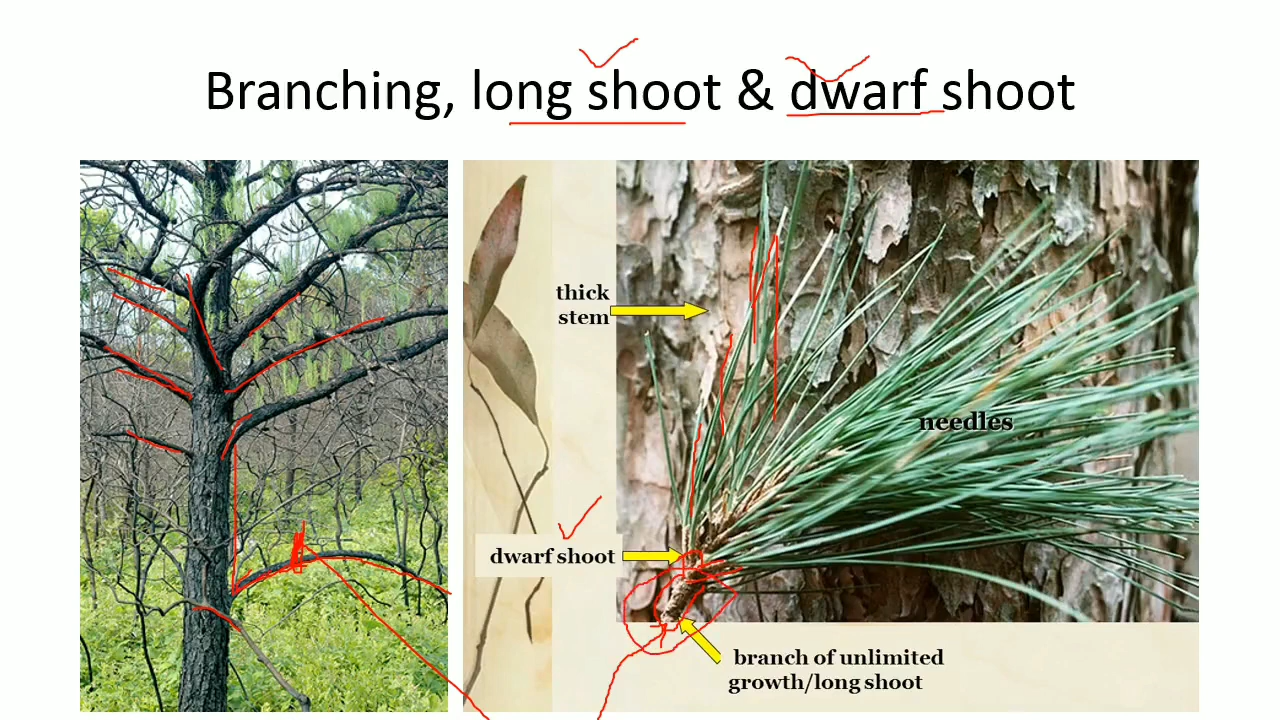 Branching, long shoot & dwarf shoot
thick
stem
needles
dwarf shoot
branch of unlimited
growth/long shoot